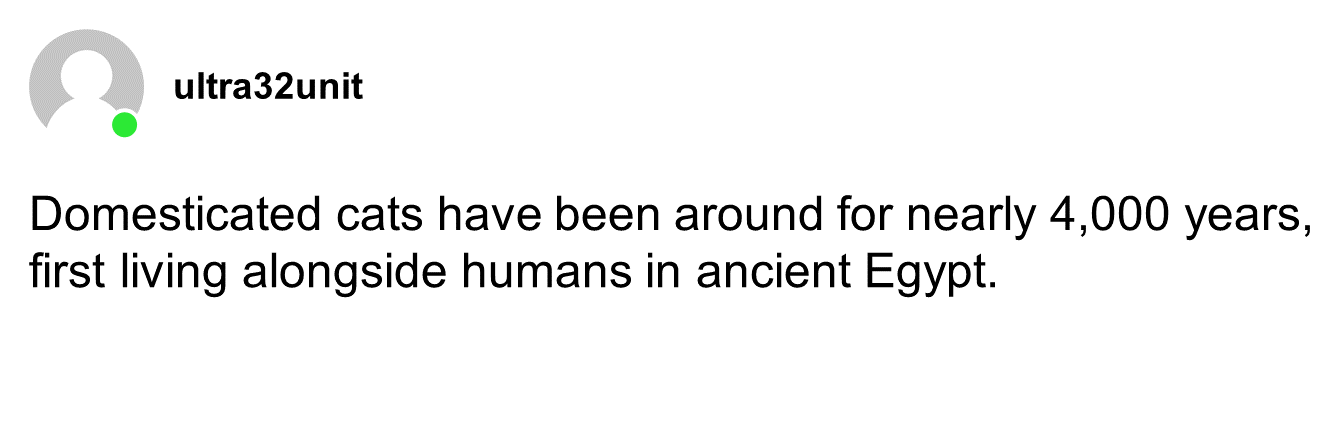 ultra32unit
Domesticated cats have been around for nearly 4,000 years,
first living alongside humans in ancient Egypt.